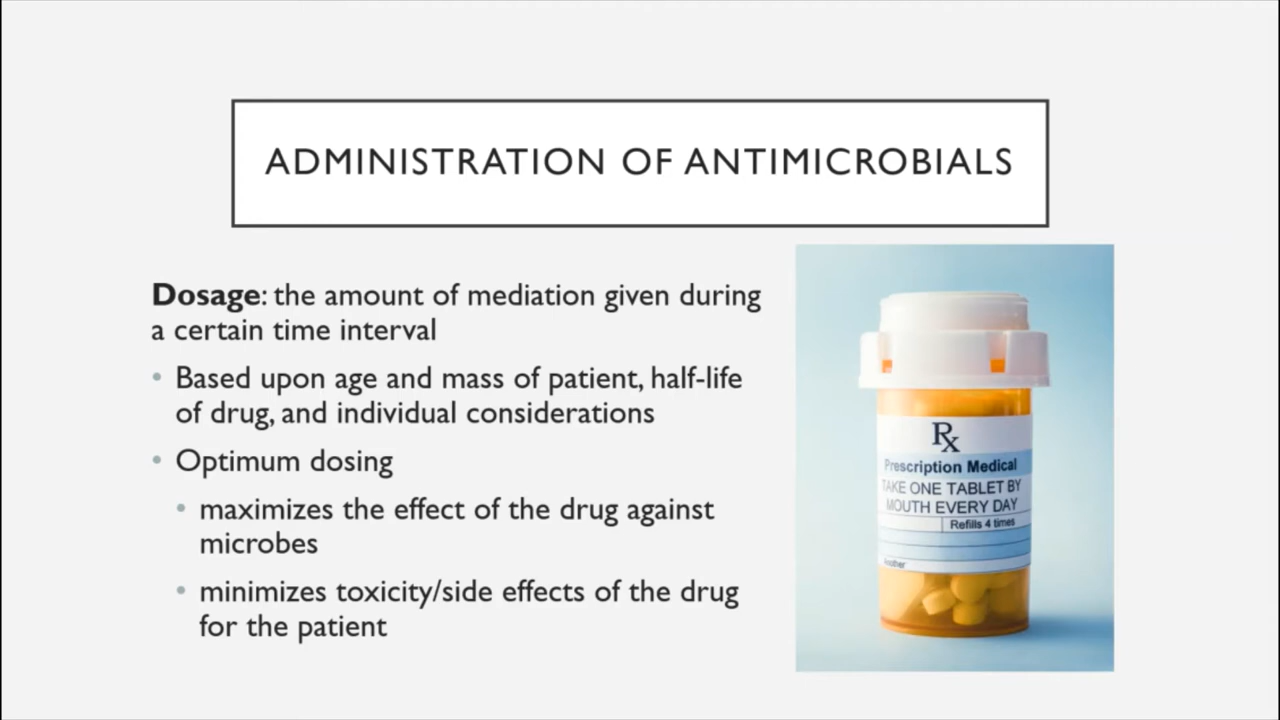 ADMINISTRATION OF ANTIMICROBIALS
Dosage: the amount of mediation given during
a certain time interval
• Based upon age and mass of patient, half-life
of drug, and individual considerations
• Optimum dosing
• maximizes the effect of the drug against
microbes
• minimizes toxicity/side effects of the drug
for the patient
Rx
Prescription Medical
TAKE ONE TABLET BY
MOUTH EVERY DAY
Refills 4 times
Another